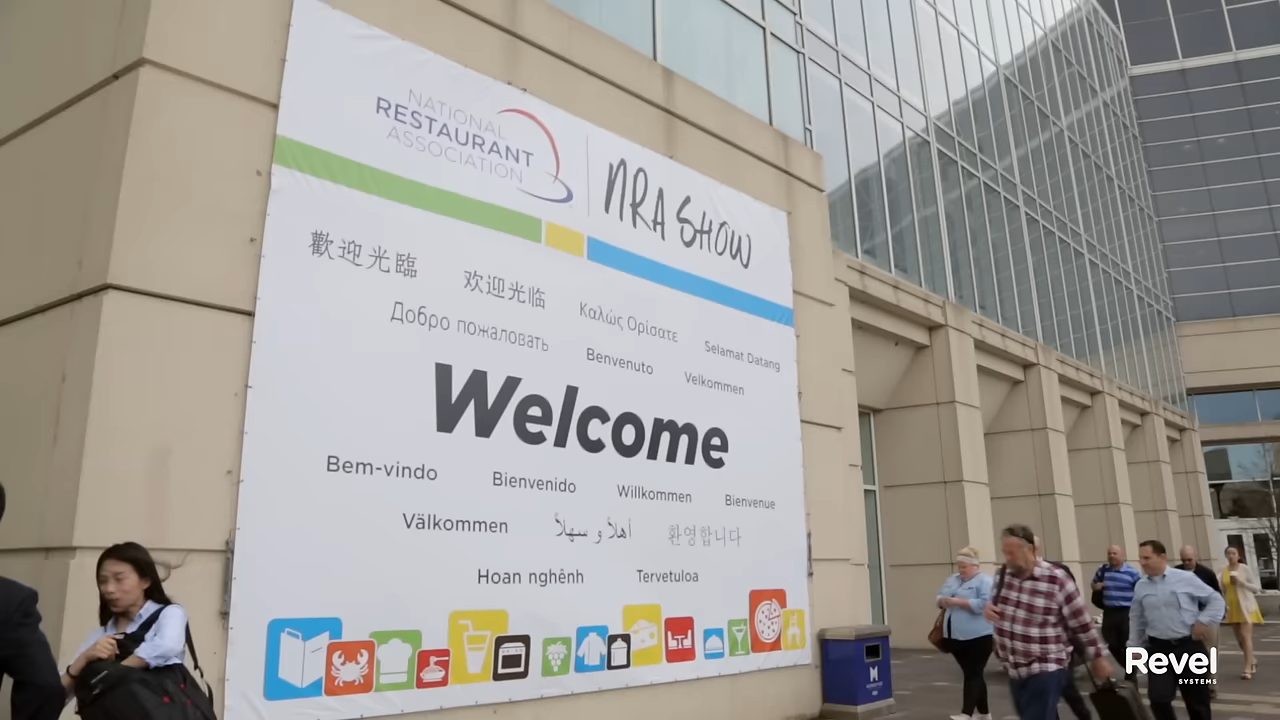 NATIONAL
RESTAURANT
ASSOCIATION
NRA SHOW
歡迎光臨
欢迎光临
Καλώς Ορίσατε
Selamat Datang
Добро пожаловать
Benvenuto
Velkommen
Welcome
Bem-vindo
Bienvenido
Willkommen
Bienvenue
Välkommen
أهلاً و سهلاً
환영합니다
Hoan nghênh
Tervetuloa
Revel
SYSTEMS